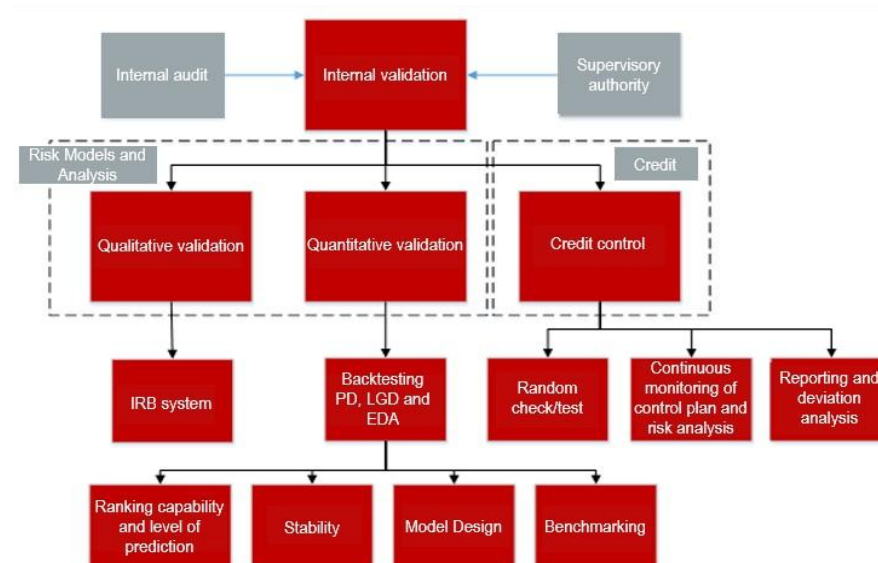 Internal audit
Internal validation
Supervisory
authority
Risk Models and
Analysis
Credit
Qualitative validation
Quantitative validation
Credit control
IRB system
Backtesting
PD, LGD and
EDA
Random
check/test
Continuous
monitoring of
control plan and
risk analysis
Reporting and
deviation
analysis
Ranking capability
and level of
prediction
Stability
Model Design
Benchmarking